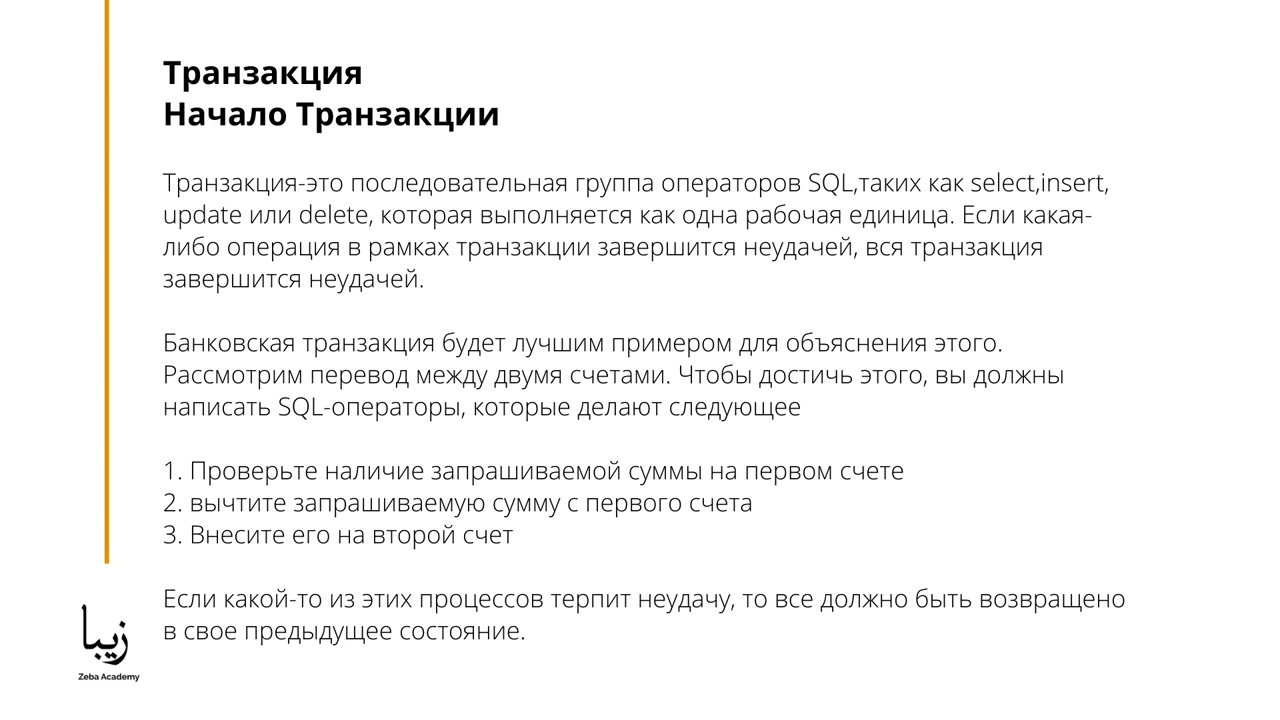 Транзакция
Начало Транзакции
Транзакция-это последовательная группа операторов SQL,таких как select,insert,
update или delete, которая выполняется как одна рабочая единица. Если какая-
либо операция в рамках транзакции завершится неудачей, вся транзакция
завершится неудачей.
Банковская транзакция будет лучшим примером для объяснения этого.
Рассмотрим перевод между двумя счетами. Чтобы достичь этого, вы должны
написать SQL-операторы, которые делают следующее
1. Проверьте наличие запрашиваемой суммы на первом счете
2. вычтите запрашиваемую сумму с первого счета
3. Внесите его на второй счет
Если какой-то из этих процессов терпит неудачу, то все должно быть возвращено
в свое предыдущее состояние.
زيبا
Zeba Academy